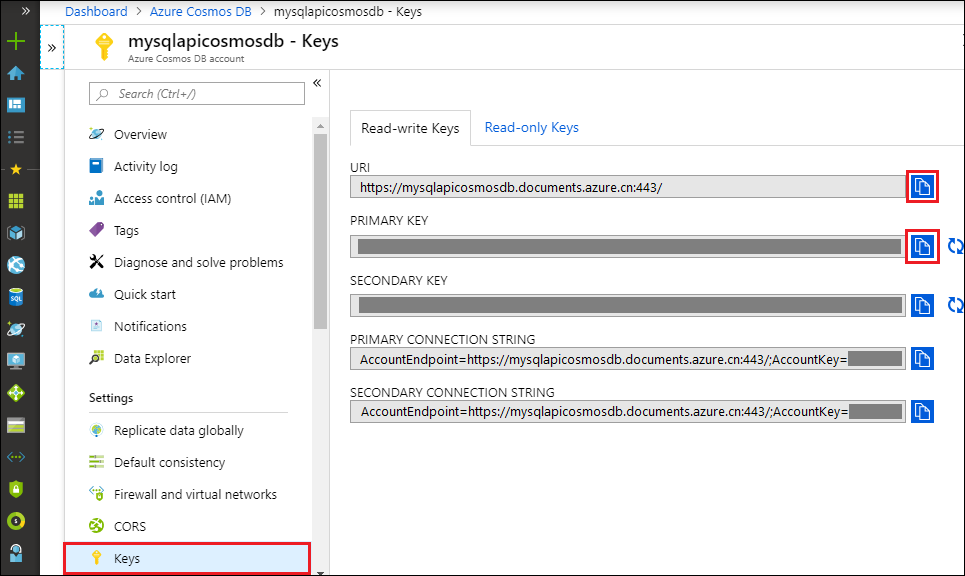 Dashboard > Azure Cosmos DB > mysqlapicosmosdb - Keys
mysqlapicosmosdb - Keys
Azure Cosmos DB account
Search (Ctrl+/)
Overview
Activity log
Access control (IAM)
Tags
Diagnose and solve problems
Quick start
Notifications
Data Explorer
Settings
Replicate data globally
Default consistency
Firewall and virtual networks
CORS
Keys
Read-write Keys
Read-only Keys
URI
https://mysqlapicosmosdb.documents.azure.cn:443/
PRIMARY KEY
SECONDARY KEY
PRIMARY CONNECTION STRING
AccountEndpoint=https://mysqlapicosmosdb.documents.azure.cn:443/;AccountKey=
SECONDARY CONNECTION STRING
AccountEndpoint=https://mysqlapicosmosdb.documents.azure.cn:443/;AccountKey=
SQL